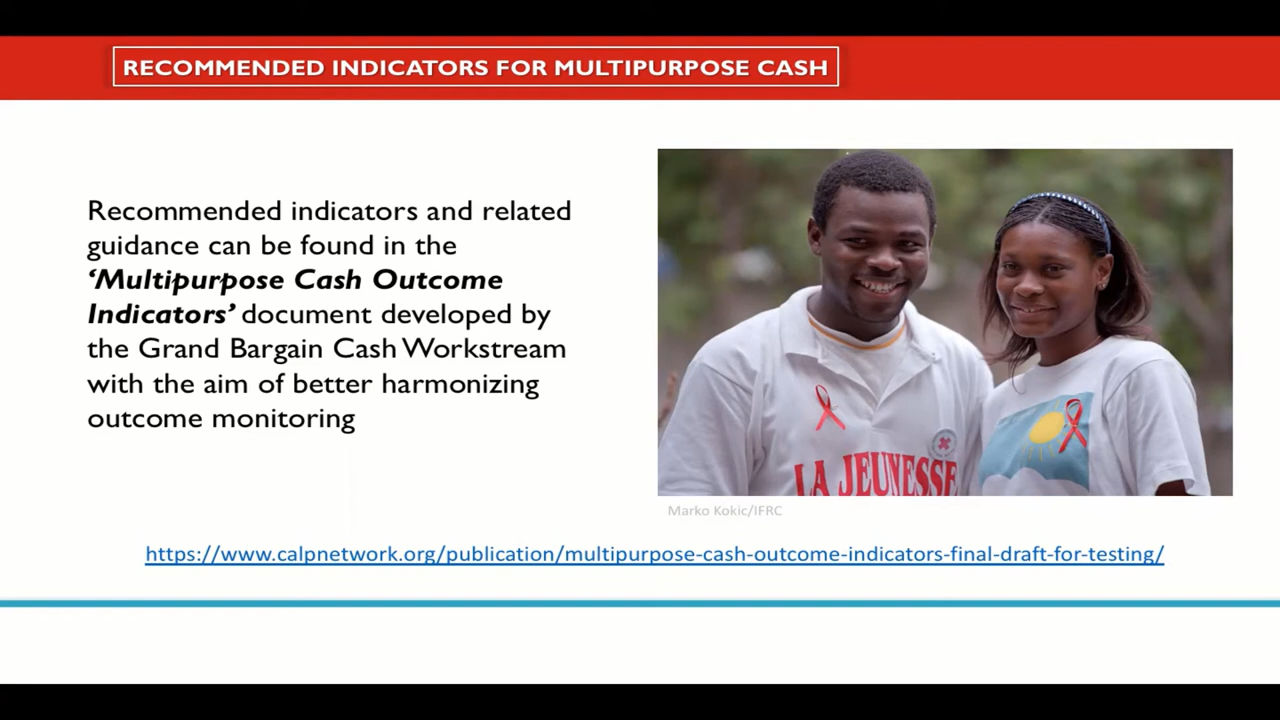 RECOMMENDED INDICATORS FOR MULTIPURPOSE CASH
Recommended indicators and related
guidance can be found in the
‘Multipurpose Cash Outcome
Indicators’ document developed by
the Grand Bargain Cash Workstream
with the aim of better harmonizing
outcome monitoring
LA JEUNESSE
Marko Kokic/IFRC
https://www.calpnetwork.org/publication/multipurpose-cash-outcome-indicators-final-draft-for-testing/